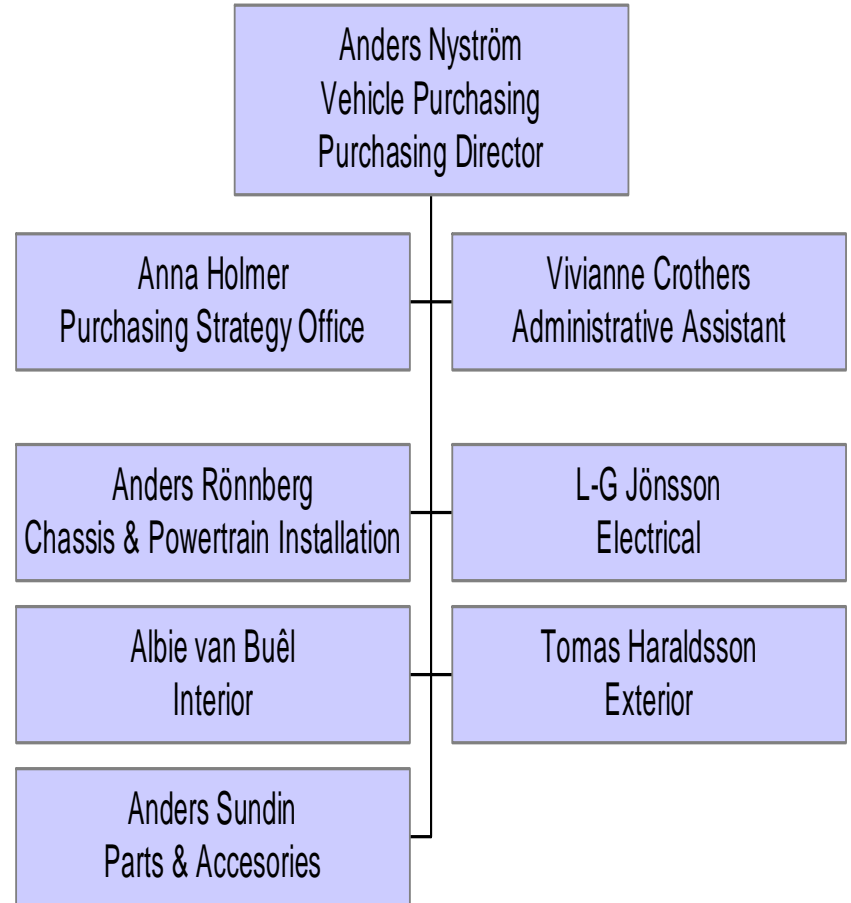 Anders Nyström
Vehicle Purchasing
Purchasing Director
Anna Holmer
Purchasing Strategy Office
Vivianne Crothers
Administrative Assistant
Anders Rönnberg
Chassis & Powertrain Installation
L-G Jönsson
Electrical
Albie van Buêl
Interior
Tomas Haraldsson
Exterior
Anders Sundin
Parts & Accesories